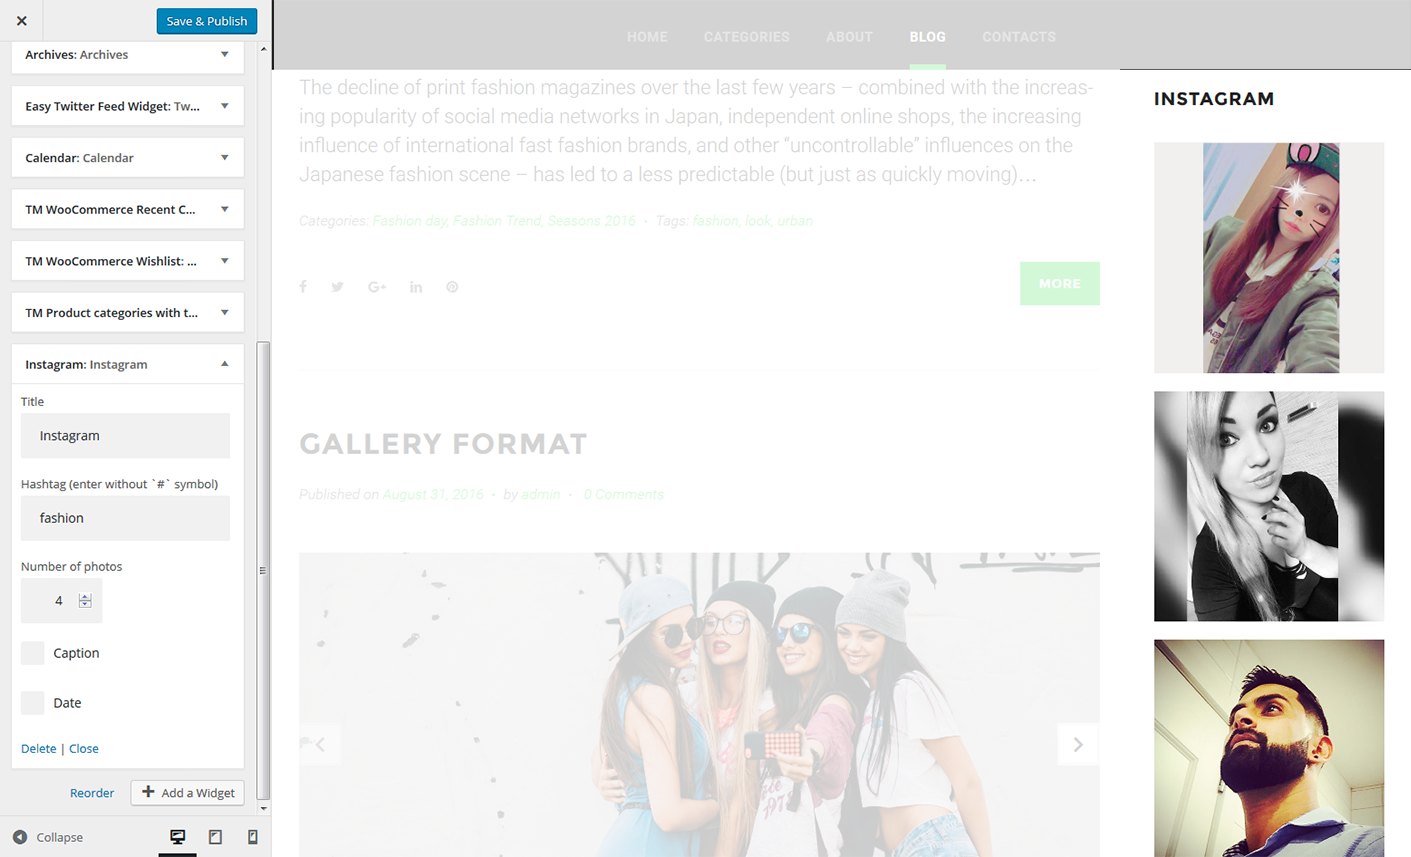 Save & Publish
Archives: Archives
Easy Twitter Feed Widget: Tw...
Calendar: Calendar
TM WooCommerce Recent C...
TM WooCommerce Wishlist: ...
TM Product categories with t...
Instagram: Instagram
Title
Instagram
Hashtag (enter without `#` symbol)
fashion
Number of photos
4
Caption
Date
Delete | Close
Reorder
Add a Widget
Collapse
HOME CATEGORIES ABOUT BLOG CONTACTS
The decline of print fashion magazines over the last few years – combined with the increas-
ing popularity of social media networks in Japan, independent online shops, the increasing
influence of international fast fashion brands, and other “uncontrollable” influences on the
Japanese fashion scene – has led to a less predictable (but just as quickly moving)…
Categories: Fashion day, Fashion Trend, Seasons 2016 • Tags: fashion, look, urban
MORE
GALLERY FORMAT
Published on August 31, 2016 • by admin • 0 Comments
INSTAGRAM